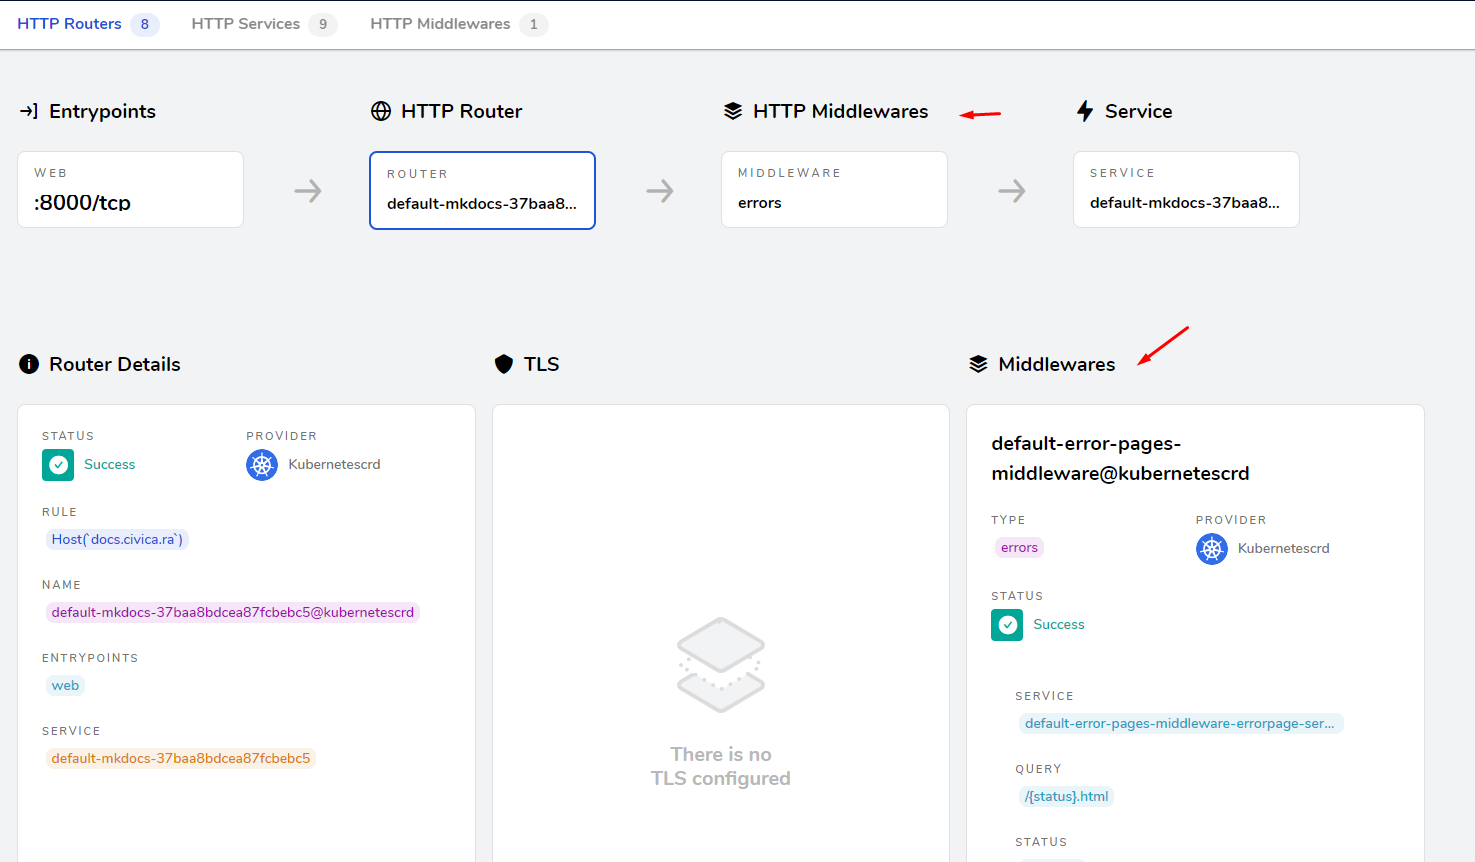 HTTP Routers 8 HTTP Services 9 HTTP Middlewares 1
Entrypoints HTTP Router HTTP Middlewares Service
WEB
:8000/tcp
ROUTER
default-mkdocs-37baa8...
MIDDLEWARE
errors
SERVICE
default-mkdocs-37baa8...
Router Details
STATUS PROVIDER
Success Kubernetescrd
RULE
Host(`docs.civica.ra`)
NAME
default-mkdocs-37baa8bdcea87fcbebc5@kubernetescrd
ENTRYPOINTS
web
SERVICE
default-mkdocs-37baa8bdcea87fcbebc5
TLS
There is no
TLS configured
Middlewares
default-error-pages-
middleware@kubernetescrd
TYPE PROVIDER
errors Kubernetescrd
STATUS
Success
SERVICE
default-error-pages-middleware-errorpage-ser...
QUERY
/{status}.html
STATUS